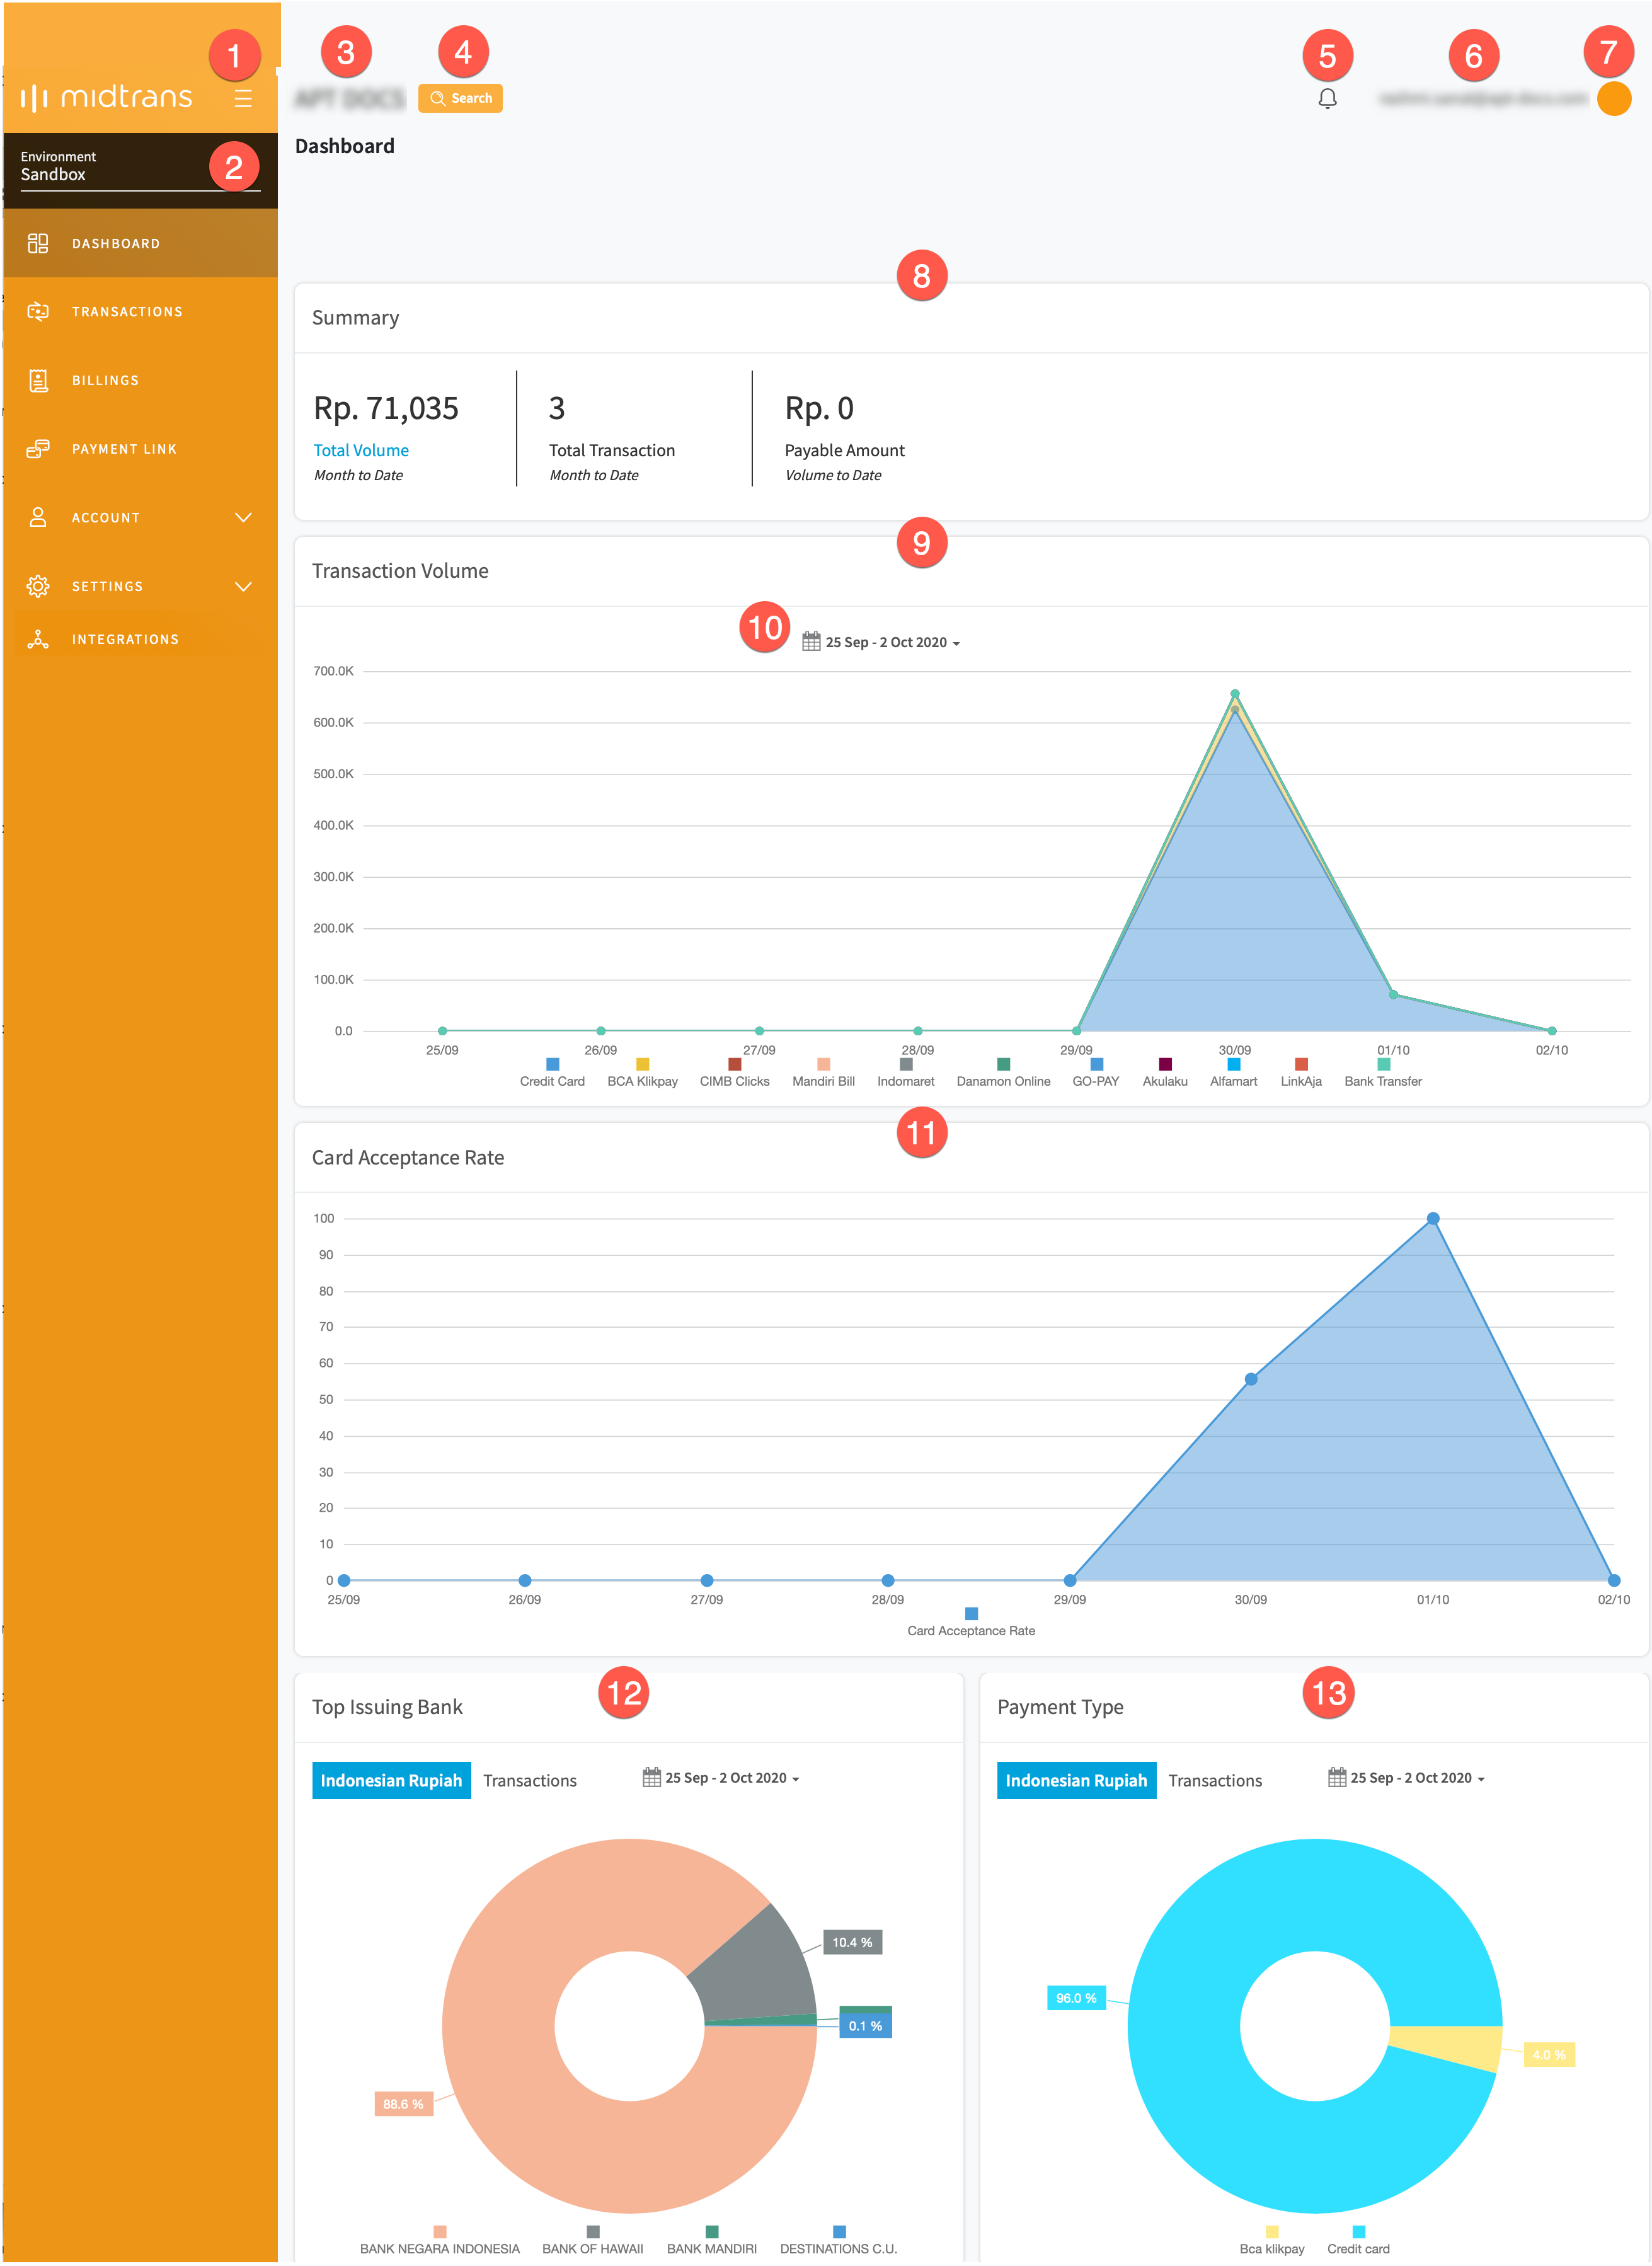 1
3
4
5
6
7
midtrans
Search
Dashboard
Environment
Sandbox
2
DASHBOARD
TRANSACTIONS
BILLINGS
PAYMENT LINK
ACCOUNT
SETTINGS
INTEGRATIONS
8
Summary
Rp. 71,035
3
Rp. 0
Total Volume
Total Transaction
Payable Amount
Month to Date
Month to Date
Volume to Date
9
Transaction Volume
10
25 Sep - 2 Oct 2020
700.0K
600.0K
500.0K
400.0K
300.0K
200.0K
100.0K
0.0
25/09 26/09 27/09 28/09 29/09 30/09 01/10 02/10
Credit Card BCA Klikpay CIMB Clicks Mandiri Bill Indomaret Danamon Online GO-PAY Akulaku Alfamart LinkAja Bank Transfer
11
Card Acceptance Rate
100
90
80
70
60
50
40
30
20
10
0
25/09 26/09 27/09 28/09 29/09 30/09 01/10 02/10
Card Acceptance Rate
12
Top Issuing Bank
Indonesian Rupiah Transactions 25 Sep - 2 Oct 2020
10.4 %
0.1 %
88.6 %
BANK NEGARA INDONESIA BANK OF HAWAII BANK MANDIRI DESTINATIONS C.U.
13
Payment Type
Indonesian Rupiah Transactions 25 Sep - 2 Oct 2020
96.0 %
4.0 %
Bca klikpay Credit card